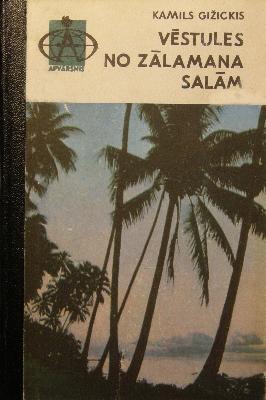 KAMILS GIŽICKIS
VĒSTULES
NO ZĀLAMANA
SALĀM
APVĀRSNIS